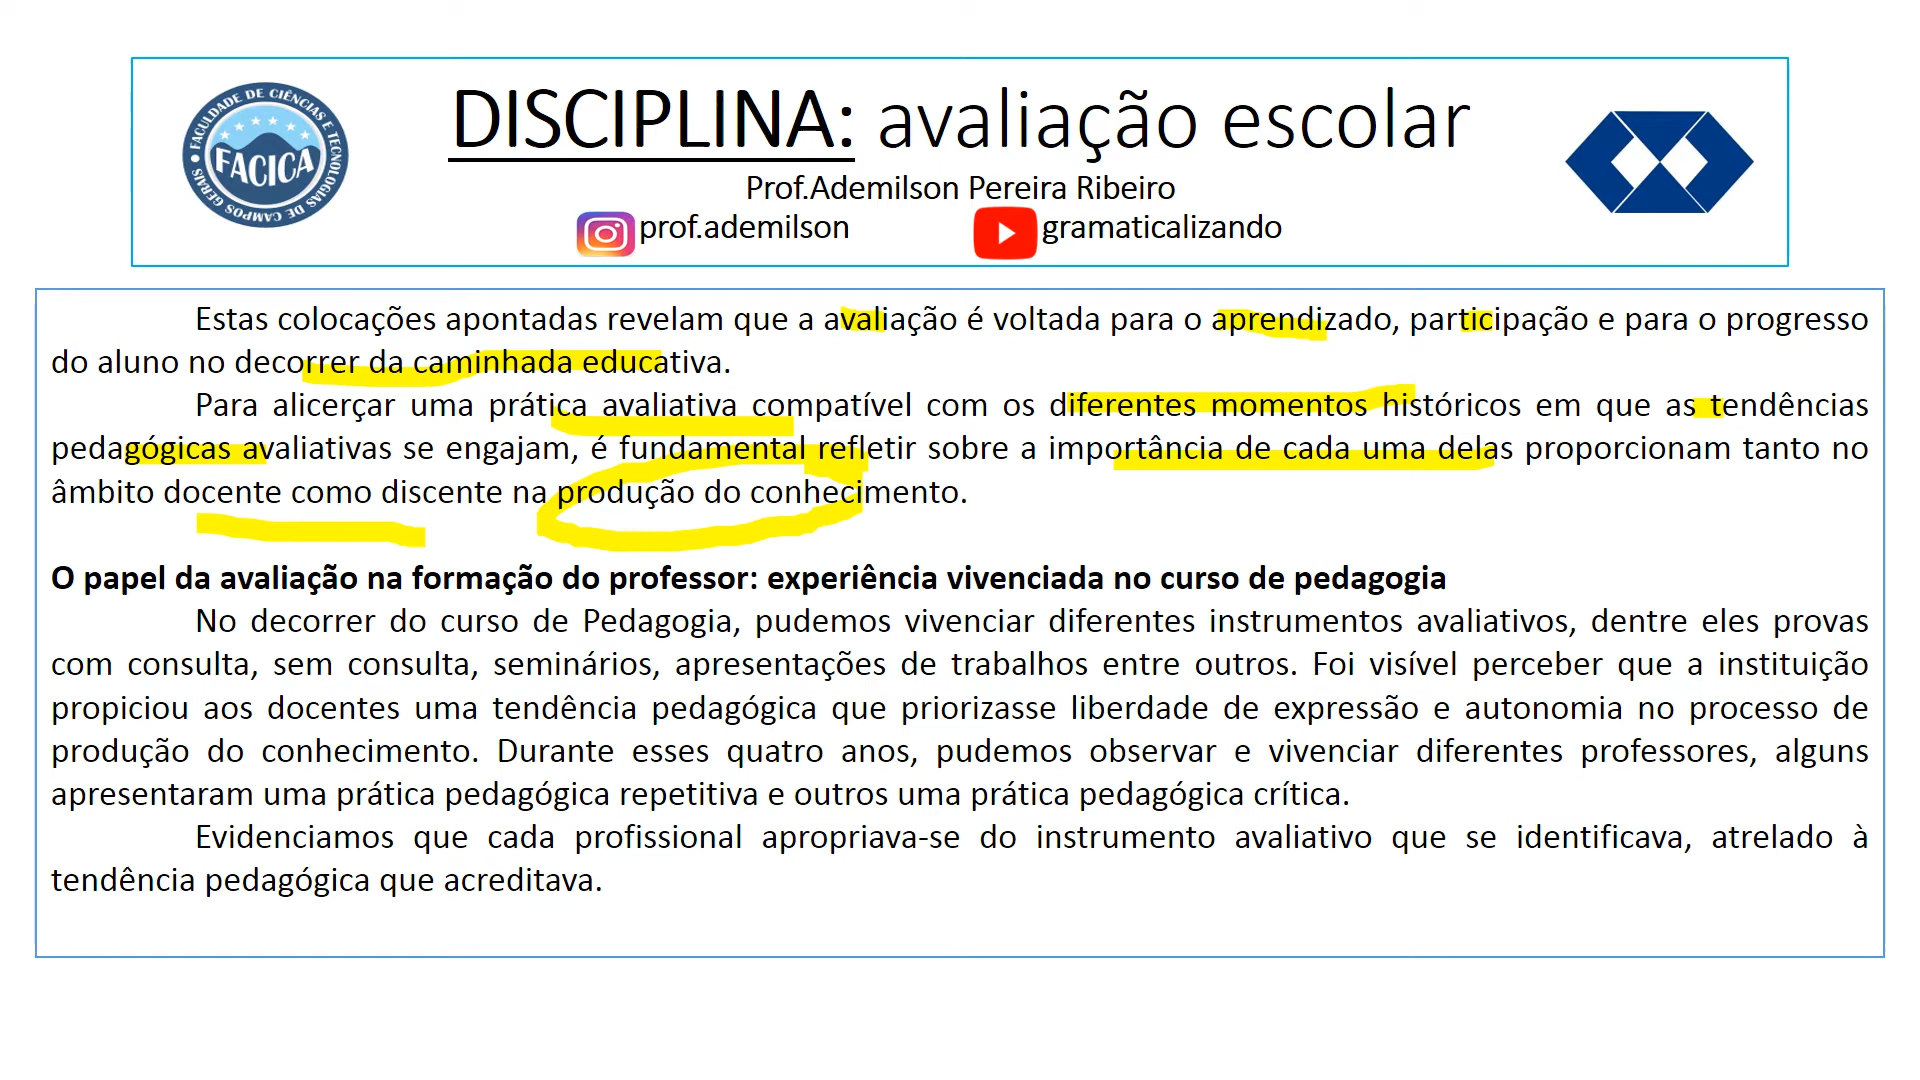 FACULDADE DE CIÊNCIAS E TECNOLOGIAS DE CAMPOS GERAIS
FACICA
DISCIPLINA: avaliação escolar
Prof.Ademilson Pereira Ribeiro
prof.ademilson gramaticalizando
Estas colocações apontadas revelam que a avaliação é voltada para o aprendizado, participação e para o progresso
do aluno no decorrer da caminhada educativa.
Para alicerçar uma prática avaliativa compatível com os diferentes momentos históricos em que as tendências
pedagógicas avaliativas se engajam, é fundamental refletir sobre a importância de cada uma delas proporcionam tanto no
âmbito docente como discente na produção do conhecimento.
O papel da avaliação na formação do professor: experiência vivenciada no curso de pedagogia
No decorrer do curso de Pedagogia, pudemos vivenciar diferentes instrumentos avaliativos, dentre eles provas
com consulta, sem consulta, seminários, apresentações de trabalhos entre outros. Foi visível perceber que a instituição
propiciou aos docentes uma tendência pedagógica que priorizasse liberdade de expressão e autonomia no processo de
produção do conhecimento. Durante esses quatro anos, pudemos observar e vivenciar diferentes professores, alguns
apresentaram uma prática pedagógica repetitiva e outros uma prática pedagógica crítica.
Evidenciamos que cada profissional apropriava-se do instrumento avaliativo que se identificava, atrelado à
tendência pedagógica que acreditava.